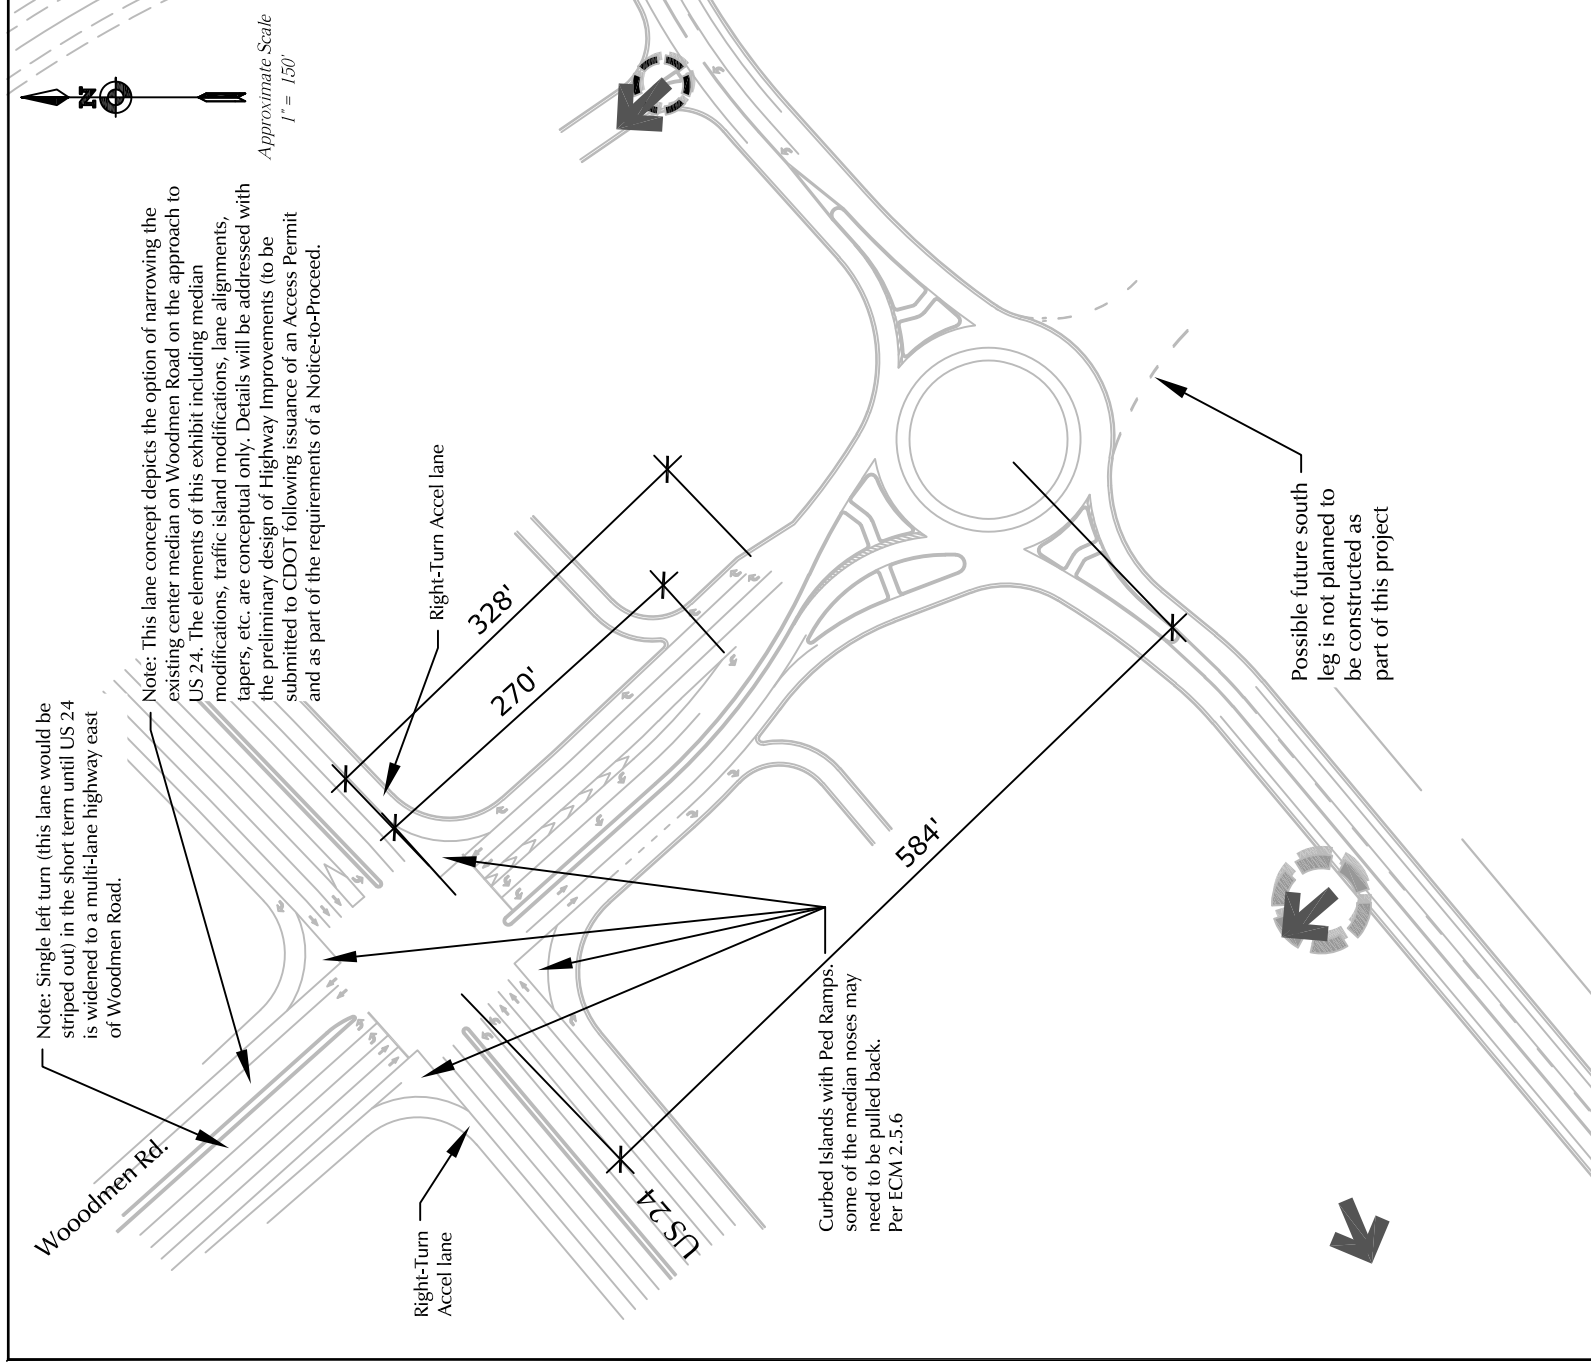 Note: Single left turn (this lane would be
striped out) in the short term until US 24
is widened to a multi-lane highway east
of Woodmen Road.
Note: This lane concept depicts the option of narrowing the
existing center median on Woodmen Road on the approach to
US 24. The elements of this exhibit including median
modifications, traffic island modifications, lane alignments,
tapers, etc. are conceptual only. Details will be addressed with
the preliminary design of Highway Improvements (to be
submitted to CDOT following issuance of an Access Permit
and as part of the requirements of a Notice-to-Proceed.
N
Approximate Scale
1" = 150'
Wooodmen Rd.
Right-Turn Accel lane
328'
270'
Right-Turn
Accel lane
US 24
584'
Curbed Islands with Ped Ramps.
some of the median noses may
need to be pulled back.
Per ECM 2.5.6
Possible future south
leg is not planned to
be constructed as
part of this project